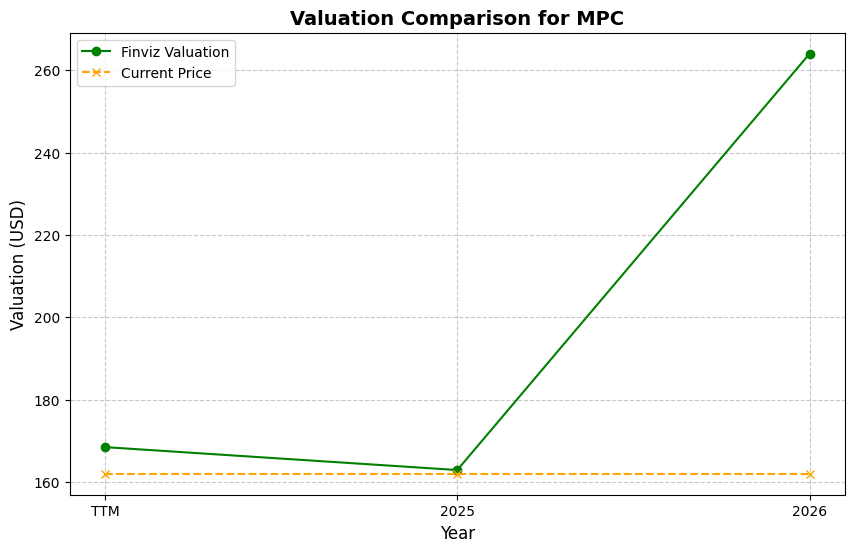 Valuation Comparison for MPC
Finviz Valuation
Current Price
260
240
220
200
180
160
Valuation (USD)
TTM
2025
2026
Year